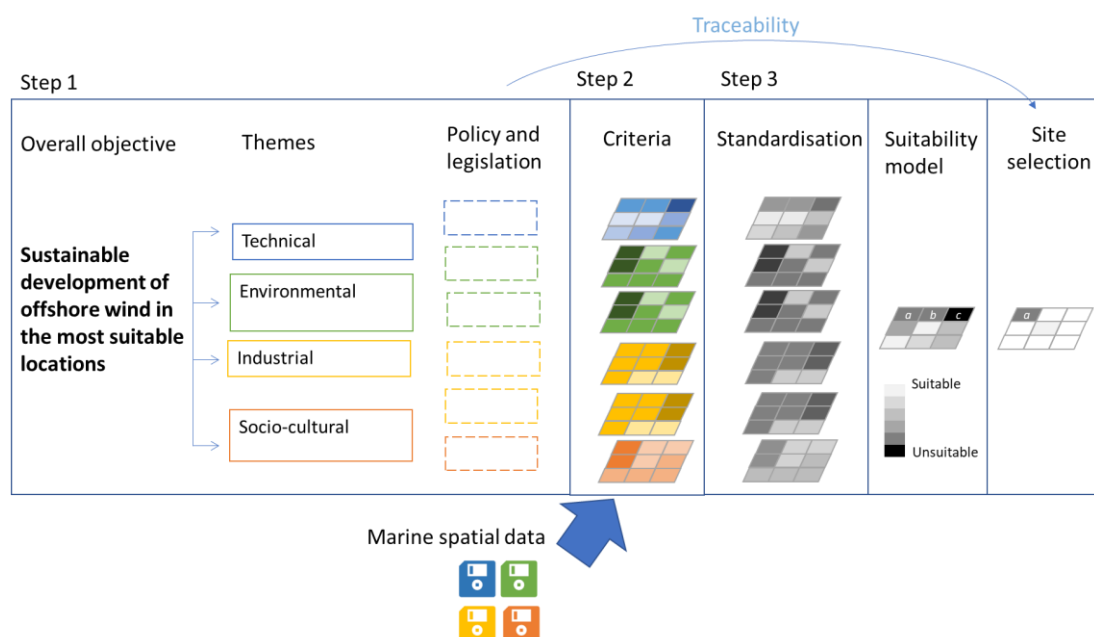 Traceability
Step 1
Step 2
Step 3
Overall objective
Themes
Policy and
legislation
Criteria
Standardisation
Suitability
model
Site
selection
Sustainable
development of
offshore wind in
the most suitable
locations
Technical
Environmental
Industrial
Socio-cultural
a b c
a
Suitable
Unsuitable
Marine spatial data